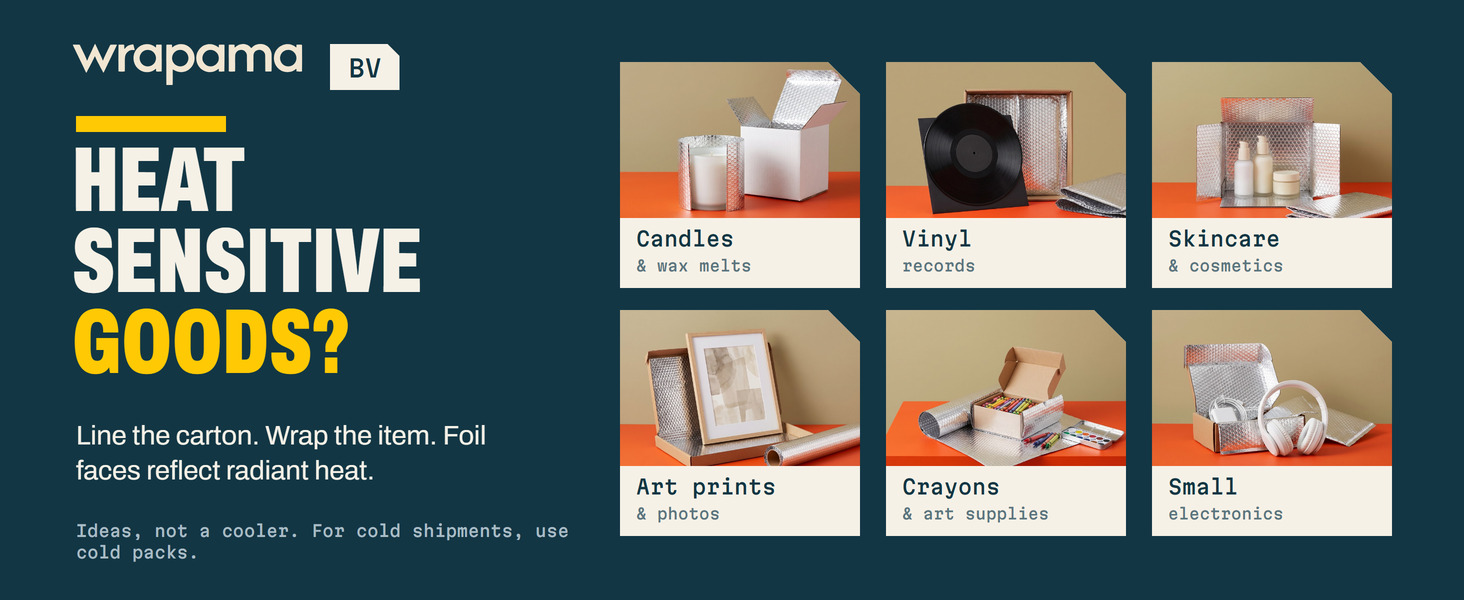 wrapama
BV
HEAT
SENSITIVE
GOODS?
Line the carton. Wrap the item. Foil
faces reflect radiant heat.
Ideas, not a cooler. For cold shipments, use
cold packs.
Candles
& wax melts
Vinyl
records
Skincare
& cosmetics
Art prints
& photos
Crayons
& art supplies
Small
electronics